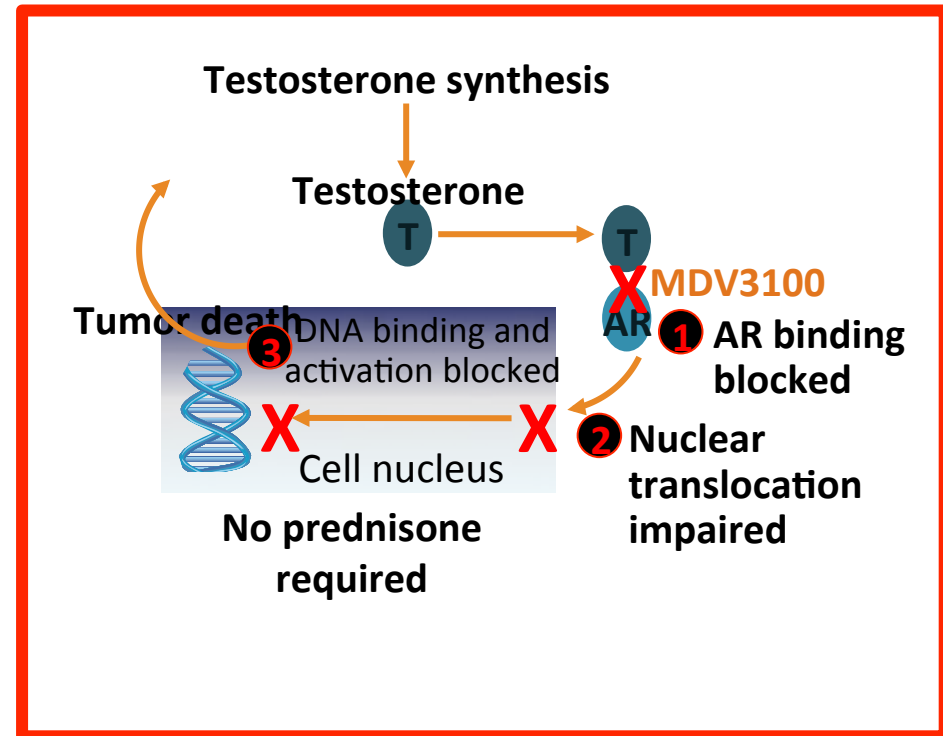 Testosterone synthesis
Testosterone
T
T
X
MDV3100
AR
1 AR binding
blocked
Tumor death
3 DNA binding and
activation blocked
X
X
2 Nuclear
translocation
impaired
Cell nucleus
No prednisone
required